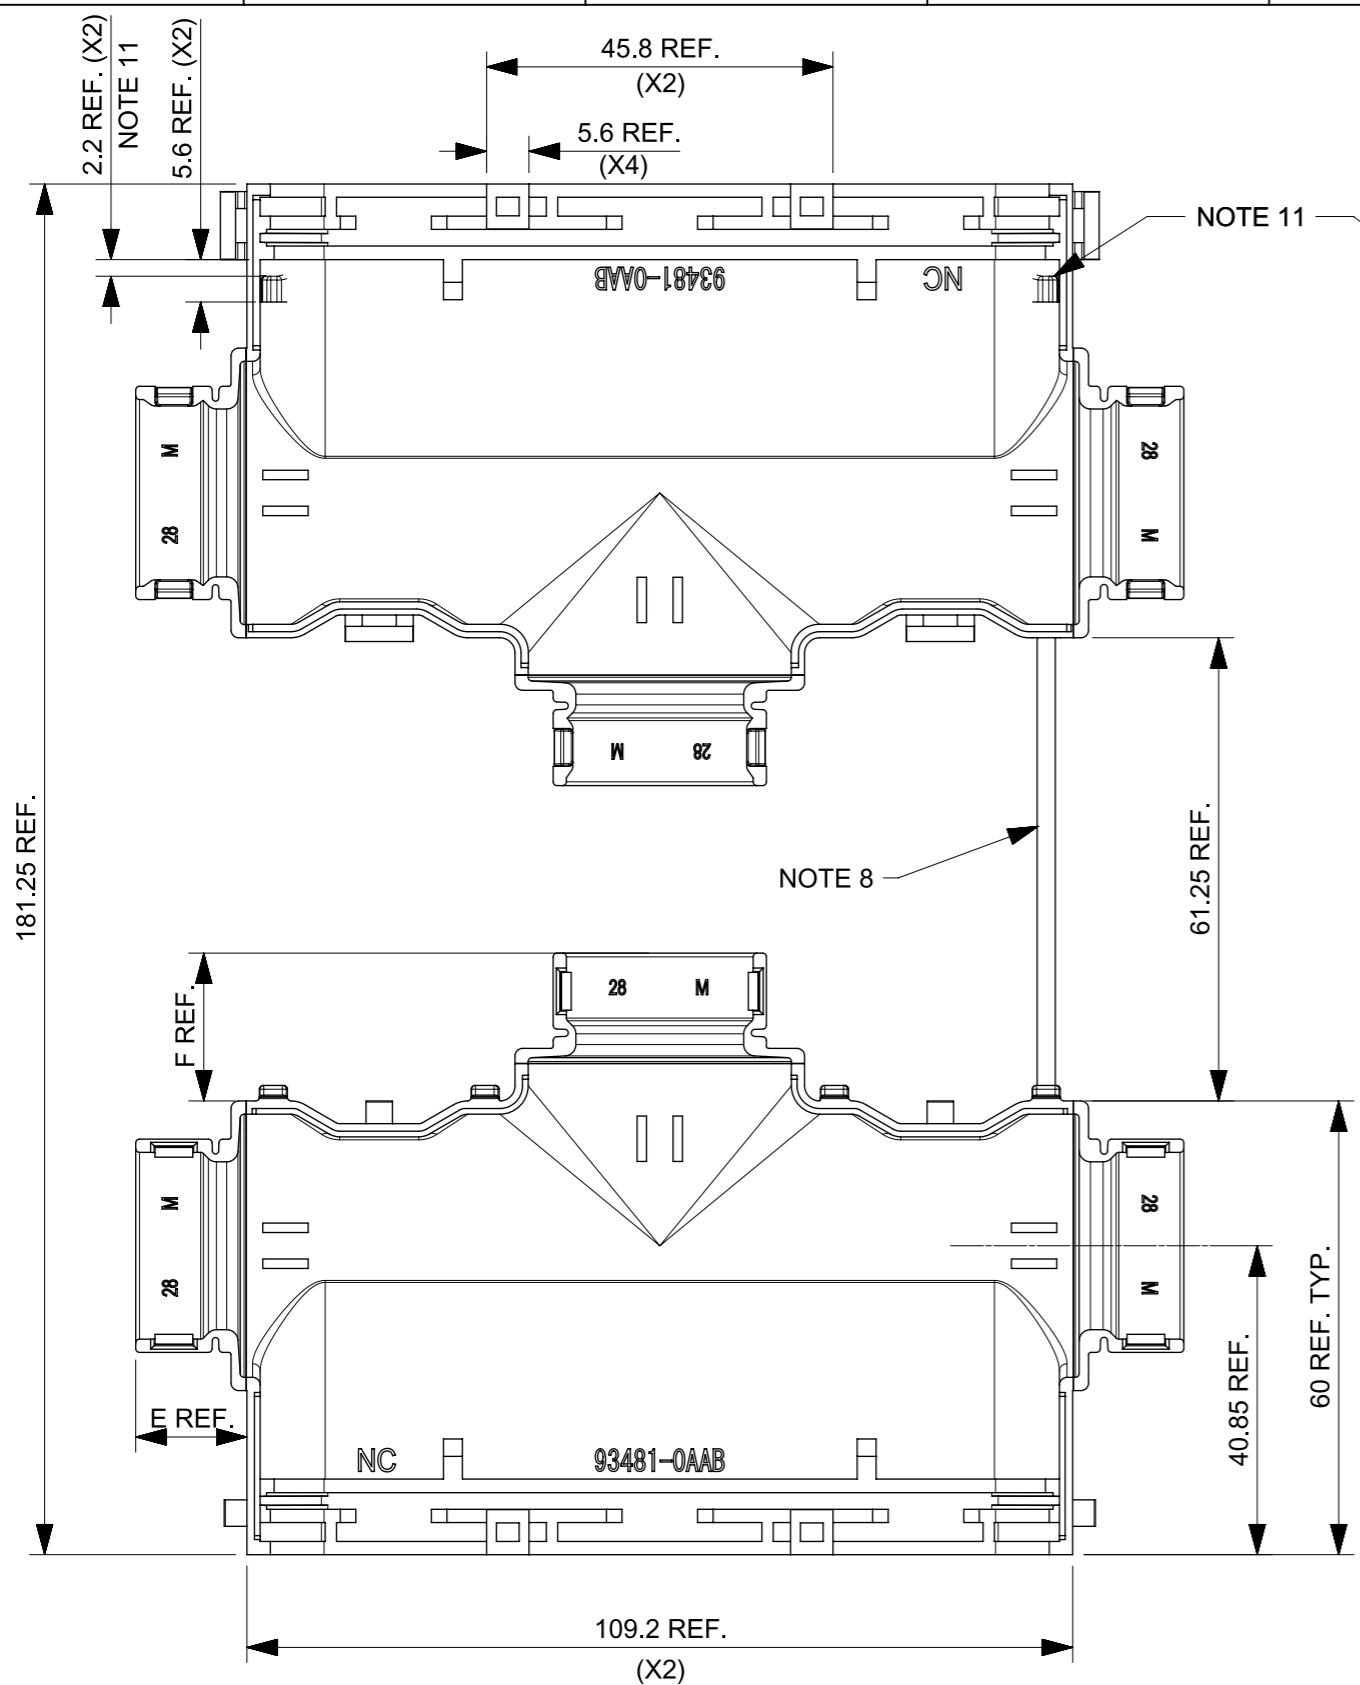 2.2 REF. (X2)
NOTE 11
5.6 REF. (X2)
45.8 REF.
(X2)
5.6 REF.
(X4)
NOTE 11
93481-0AAB
NC
M
28
28
M
M
28
181.25 REF.
61.25 REF.
NOTE 8
F REF.
28
M
M
28
28
M
E REF.
NC
93481-0AAB
40.85 REF.
60 REF. TYP.
109.2 REF.
(X2)